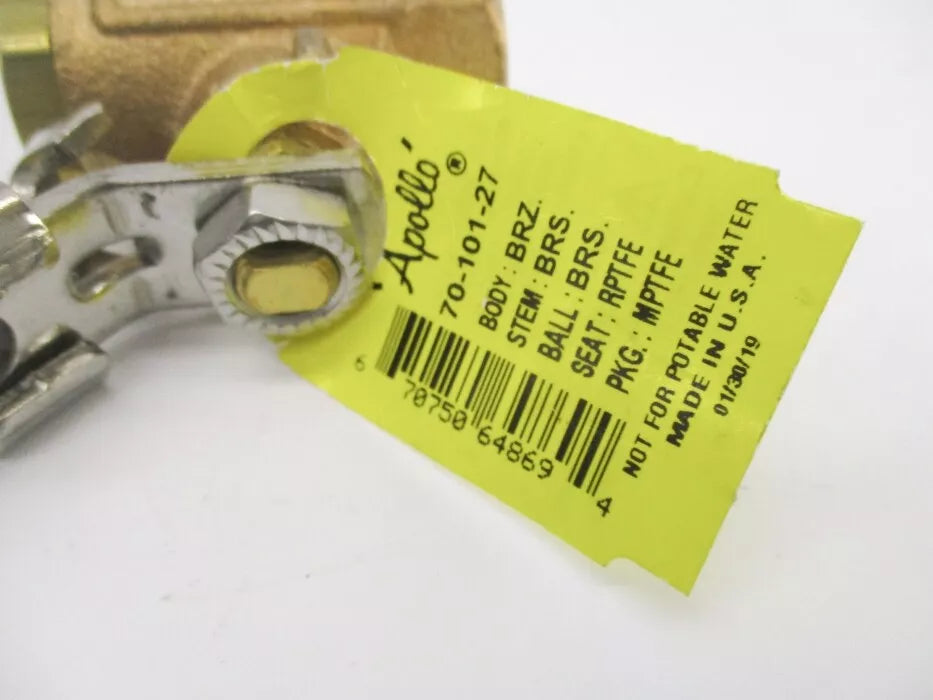 Apollo®
70-101-27
BODY: BRZ.
STEM: BRS.
BALL: BRS.
SEAT: RPTFE
PKG.: MPTFE
NOT FOR POTABLE WATER
MADE IN U.S.A.
01/30/19
6 70750 64869 4